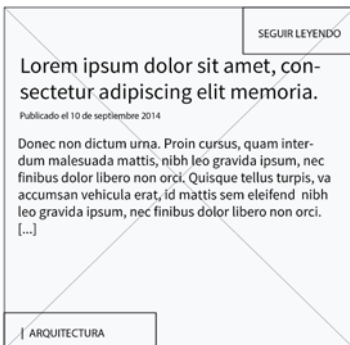 SEGUIR LEYENDO
Lorem ipsum dolor sit amet, con-
sectetur adipiscing elit memoria.
Publicado el 10 de septiembre 2014
Donec non dictum urna. Proin cursus, quam inter-
dum malesuada mattis, nibh leo gravida ipsum, nec
finibus dolor libero non orci. Quisque tellus turpis, va
accumsan vehicula erat, id mattis sem eleifend nibh
leo gravida ipsum, nec finibus dolor libero non orci.
[...]
| ARQUITECTURA